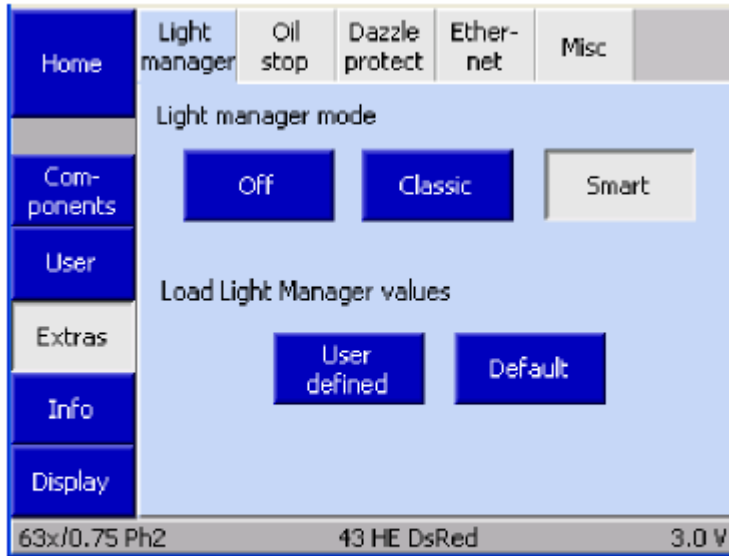 Home
Light manager
Oil stop
Dazzle protect
Ether-
net
Misc
Light manager mode
Off
Classic
Smart
Com-
ponents
User
Extras
Info
Display
Load Light Manager values
User
defined
Default
63x/0.75 Ph2
43 HE DsRed
3.0 V